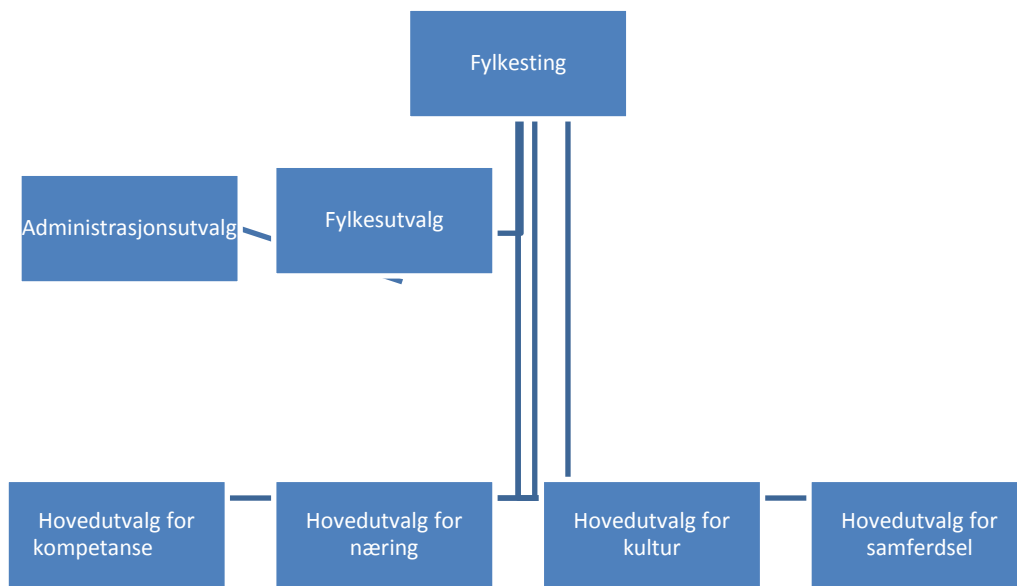 Fylkesting
Administrasjonsutvalg
Fylkesutvalg
Hovedutvalg for
kompetanse
Hovedutvalg for
næring
Hovedutvalg for
kultur
Hovedutvalg for
samferdsel